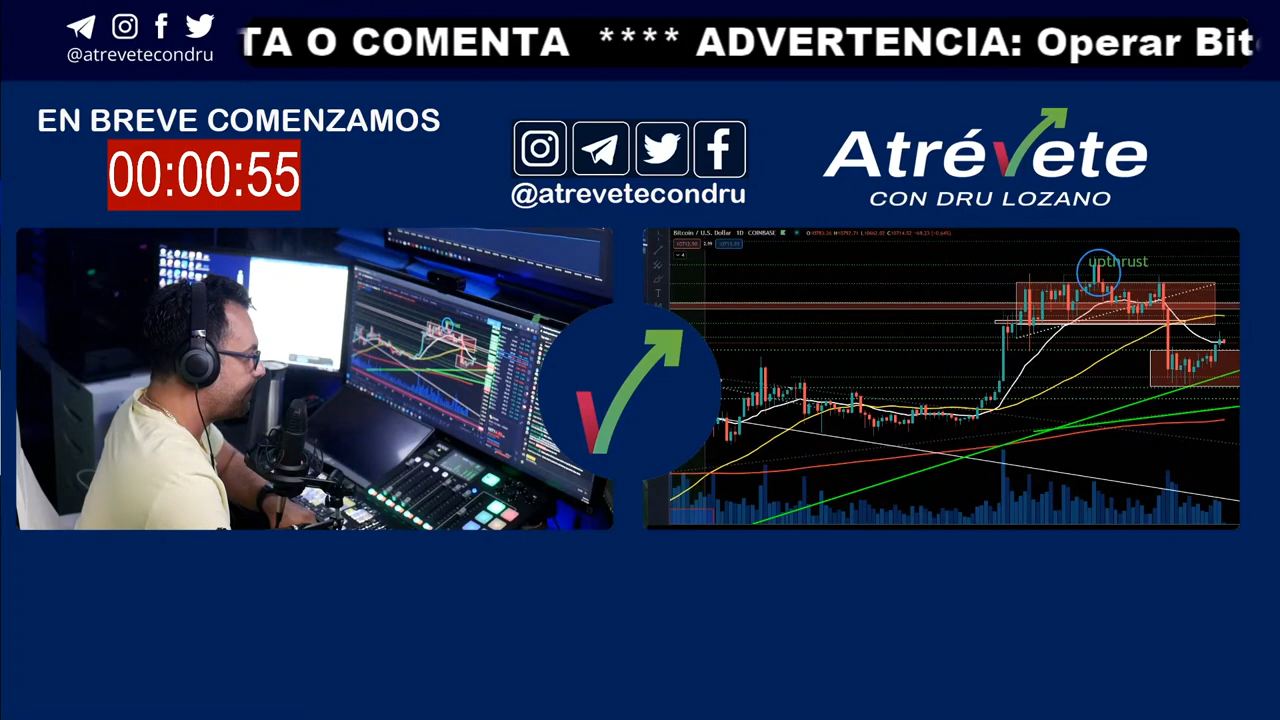 @atrevetecondru
TA O COMENTA **** ADVERTENCIA: Operar Bit
EN BREVE COMENZAMOS
00:00:55
@atrevetecondru
Atrévete
CON DRU LOZANO
Bitcoin / U.S. Dollar 1D COINBASE
upthrust